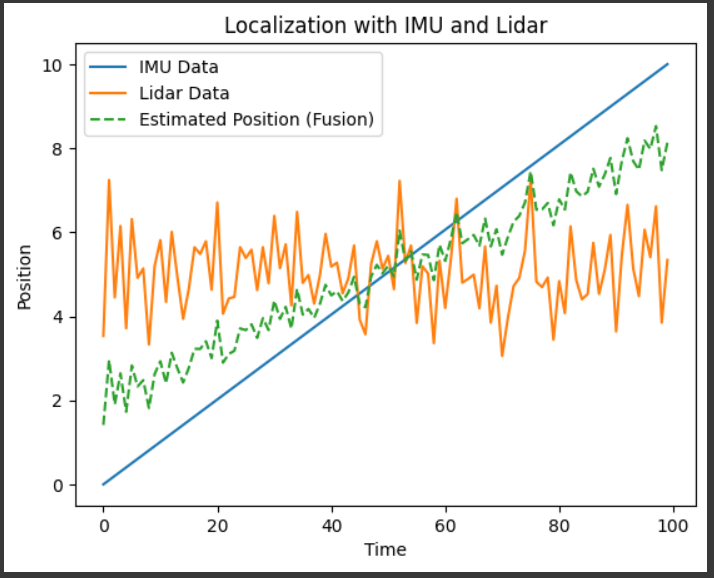 Localization with IMU and Lidar
IMU Data
Lidar Data
Estimated Position (Fusion)
10
8
6
4
2
0
Position
0 20 40 60 80 100
Time